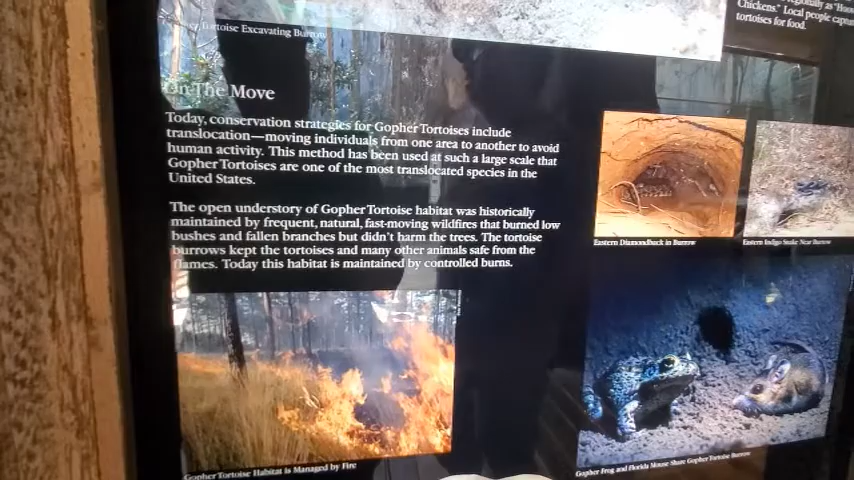 Tortoise Excavating Burrow
Regionally as "Hoover
Chickens." Local people
tortoises for food.
On The Move
Today, conservation strategies for Gopher Tortoises include
translocation—moving individuals from one area to another to avoid
human activity. This method has been used at such a large scale that
Gopher Tortoises are one of the most translocated species in the
United States.
The open understory of Gopher Tortoise habitat was historically
maintained by frequent, natural, fast-moving wildfires that burned low
bushes and fallen branches but didn't harm the trees. The tortoise
burrows kept the tortoises and many other animals safe from the
flames. Today this habitat is maintained by controlled burns.
Eastern Diamondback in Burrow
Eastern Indigo Snake Near Burrow
Gopher Tortoise Habitat is Managed by Fire
Gopher Frog and Florida Mouse Share Gopher Tortoise Burrow